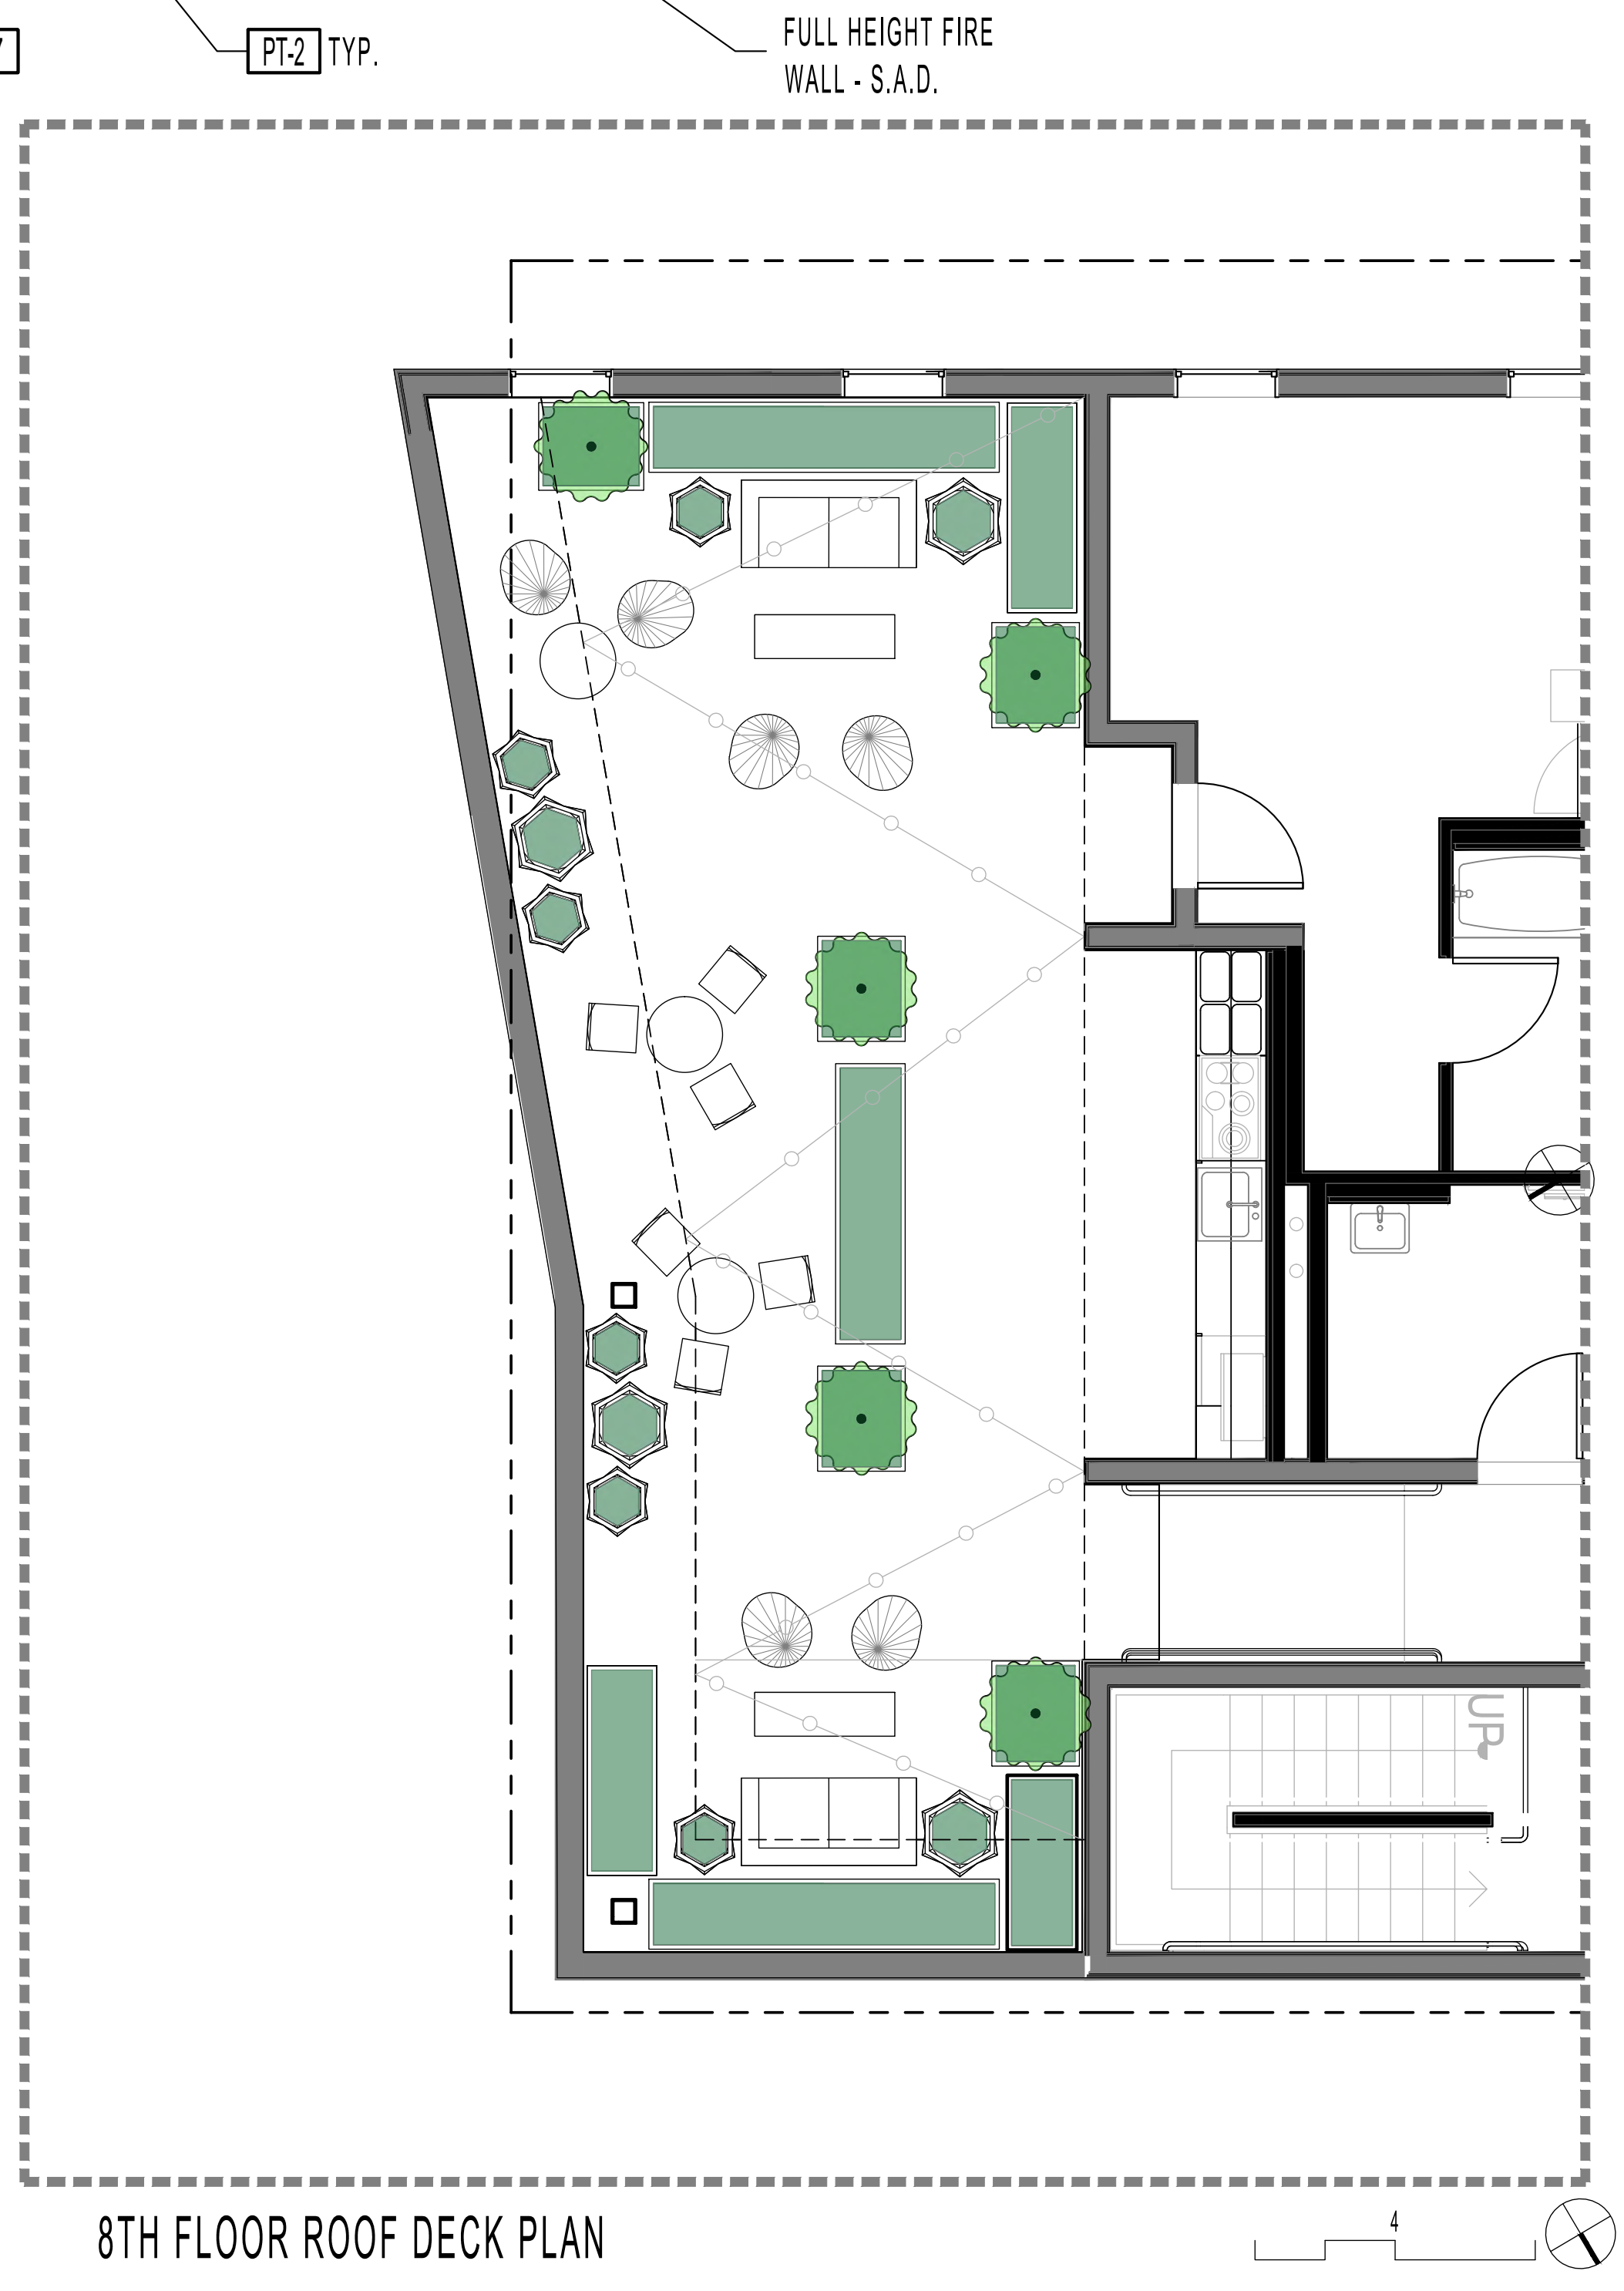 PT-2 TYP.
FULL HEIGHT FIRE
WALL - S.A.D.
UP
8TH FLOOR ROOF DECK PLAN
4